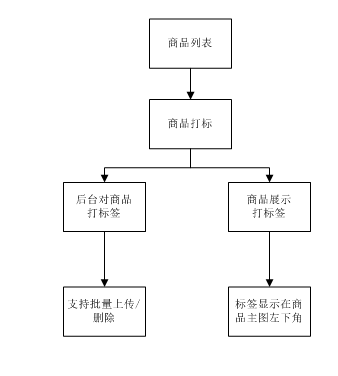 商品列表
商品打标
后台对商品
打标签
商品展示
打标签
支持批量上传/
删除
标签显示在商
品主图左下角